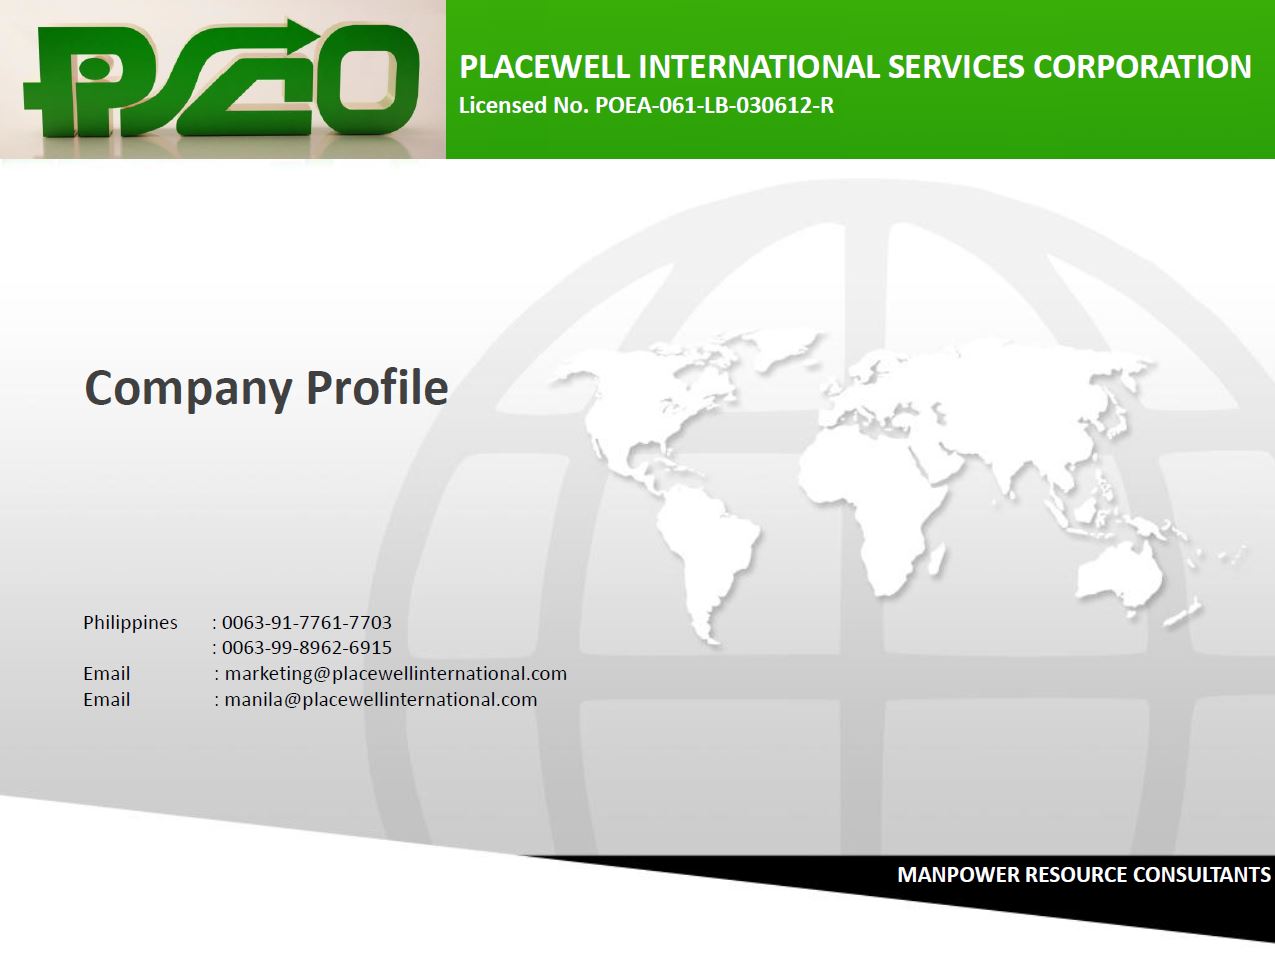 PLACEWELL INTERNATIONAL SERVICES CORPORATION
Licensed No. POEA-061-LB-030612-R
Company Profile
Philippines : 0063-91-7761-7703
: 0063-99-8962-6915
Email : marketing@placewellinternational.com
Email : manila@placewellinternational.com
MANPOWER RESOURCE CONSULTANTS